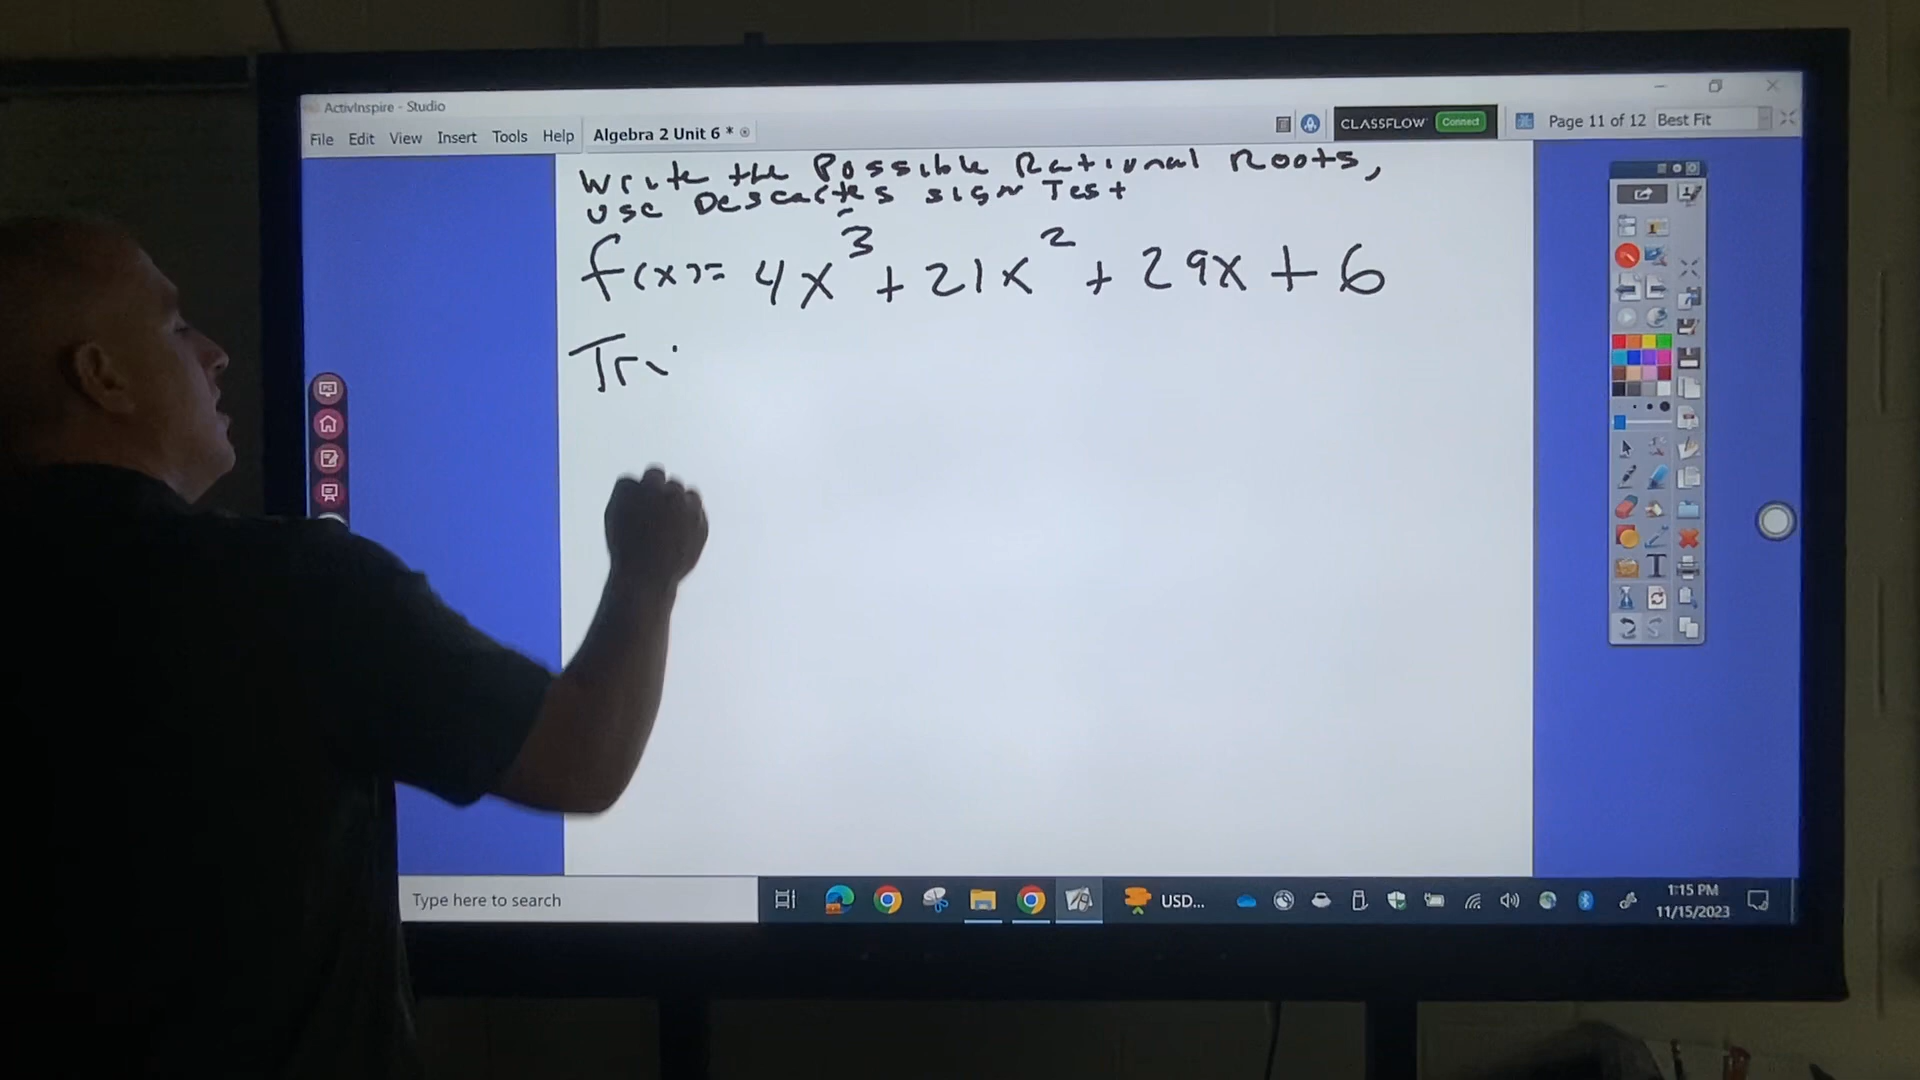 ActivInspire - Studio
File Edit View Insert Tools Help
Algebra 2 Unit 6 *
CLASSFLOW Connect
Page 11 of 12 Best Fit
Write the Possible Rational Roots,
use Descartes sign Test
f(x)= 4x³ + 21x² + 29x + 6
Tri
Type here to search
USD...
1:15 PM
11/15/2023